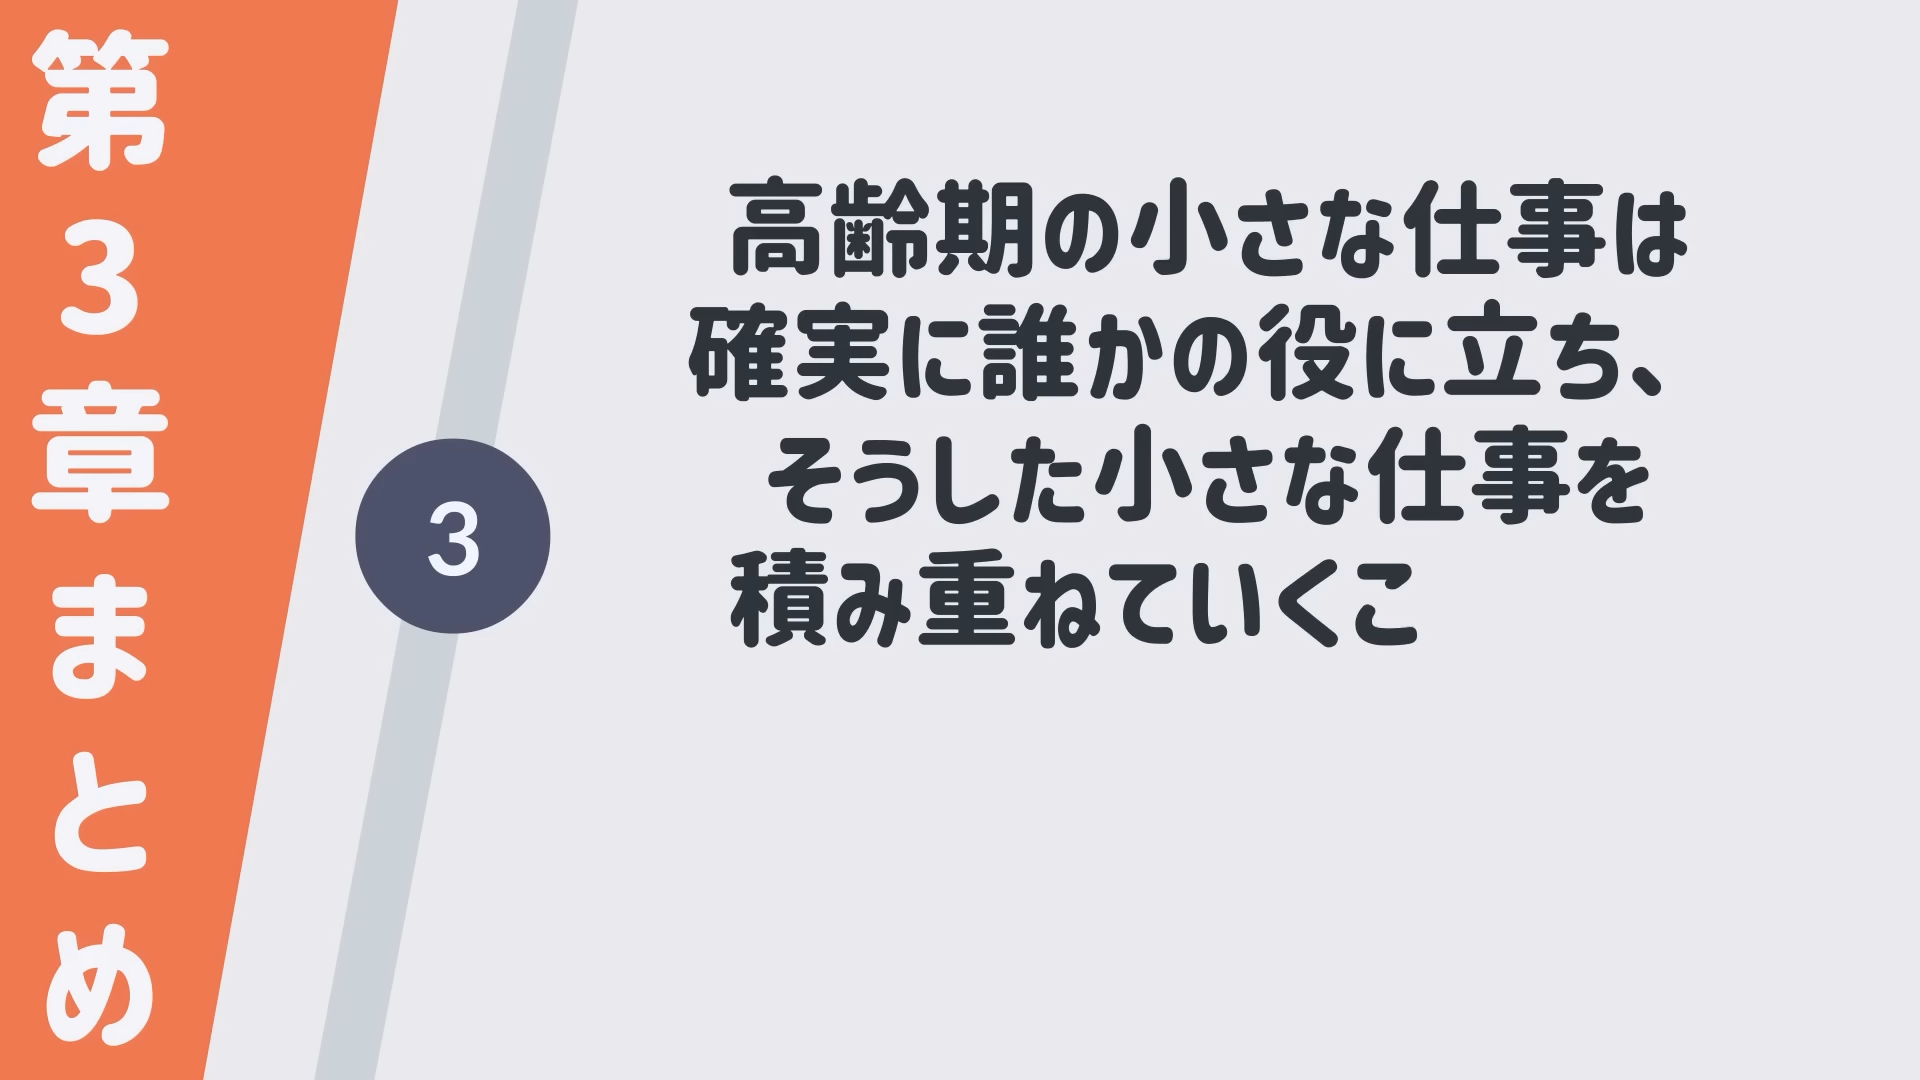 第3章まとめ
3
高齢期の小さな仕事は
確実に誰かの役に立ち、
そうした小さな仕事を
積み重ねていくこ